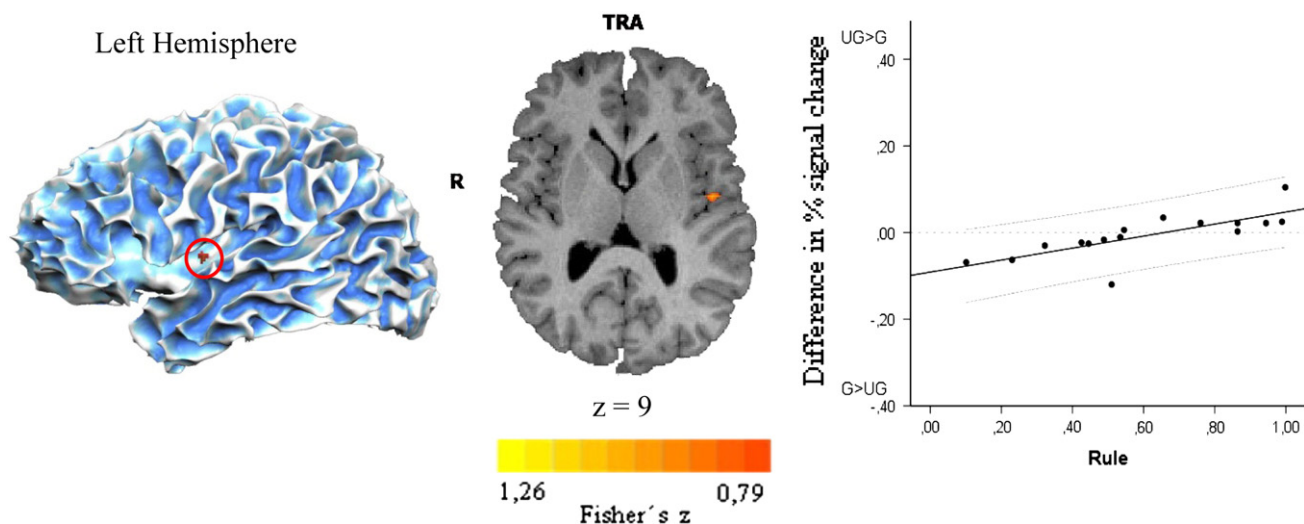 Left Hemisphere
TRA
R
z = 9
1,26 0,79
Fisher´s z
Difference in % signal change
UG>G
,40
,20
,00
-,20
G>UG
-,40
,00 ,20 ,40 ,60 ,80 1,00
Rule